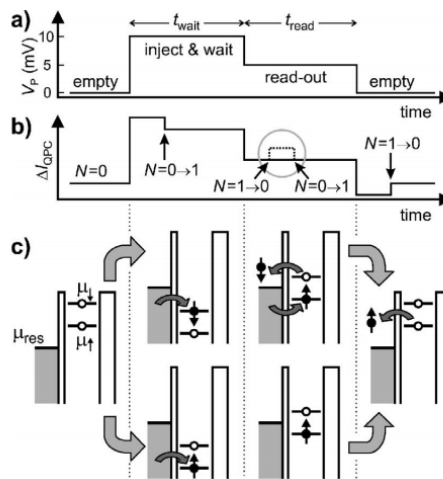 a)
t_wait
t_read
V_P (mV)
10
5
0
empty
inject & wait
read-out
empty
time
b)
ΔI_QPC
N=0
N=0→1
N=1→0
N=0→1
N=1→0
time
c)
μ_res
μ↓
μ↑